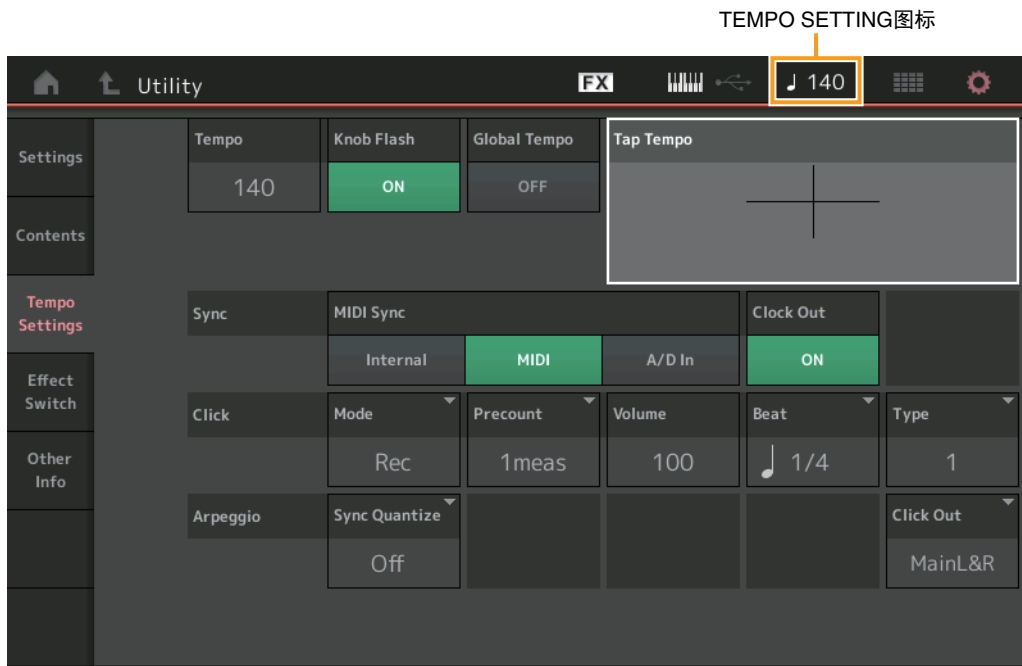 TEMPO SETTING图标
Utility
FX
140
Settings
Contents
Tempo
Settings
Effect
Switch
Other
Info
Tempo
140
Knob Flash
ON
Global Tempo
OFF
Tap Tempo
Sync
MIDI Sync
Internal
MIDI
A/D In
Clock Out
ON
Click
Mode
Rec
Precount
1meas
Volume
100
Beat
1/4
Type
1
Arpeggio
Sync Quantize
Off
Click Out
MainL&R